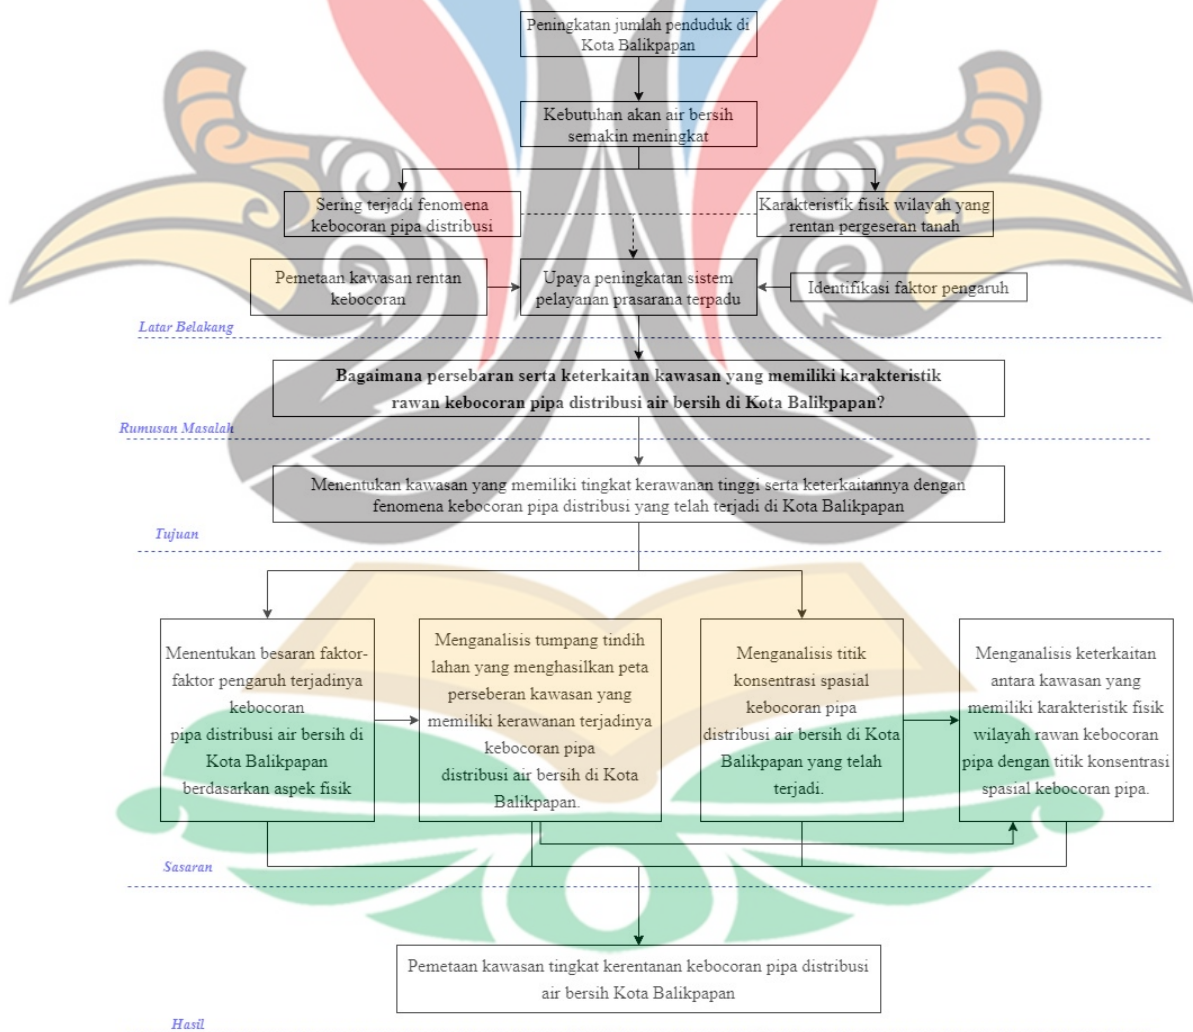 Peningkatan jumlah penduduk di
Kota Balikpapan
Kebutuhan akan air bersih
semakin meningkat
Sering terjadi fenomena
kebocoran pipa distribusi
Karakteristik fisik wilayah yang
rentan pergeseran tanah
Pemetaan kawasan rentan
kebocoran
Upaya peningkatan sistem
pelayanan prasarana terpadu
Identifikasi faktor pengaruh
Latar Belakang
Bagaimana persebaran serta keterkaitan kawasan yang memiliki karakteristik
rawan kebocoran pipa distribusi air bersih di Kota Balikpapan?
Rumusan Masalah
Menentukan kawasan yang memiliki tingkat kerawanan tinggi serta keterkaitannya dengan
fenomena kebocoran pipa distribusi yang telah terjadi di Kota Balikpapan
Tujuan
Menentukan besaran faktor-
faktor pengaruh terjadinya
kebocoran
pipa distribusi air bersih di
Kota Balikpapan
berdasarkan aspek fisik
Menganalisis tumpang tindih
lahan yang menghasilkan peta
perseberan kawasan yang
memiliki kerawanan terjadinya
kebocoran pipa
distribusi air bersih di Kota
Balikpapan.
Menganalisis titik
konsentrasi spasial
kebocoran pipa
distribusi air bersih di Kota
Balikpapan yang telah
terjadi.
Menganalisis keterkaitan
antara kawasan yang
memiliki karakteristik fisik
wilayah rawan kebocoran
pipa dengan titik konsentrasi
spasial kebocoran pipa.
Sasaran
Pemetaan kawasan tingkat kerentanan kebocoran pipa distribusi
air bersih Kota Balikpapan
Hasil